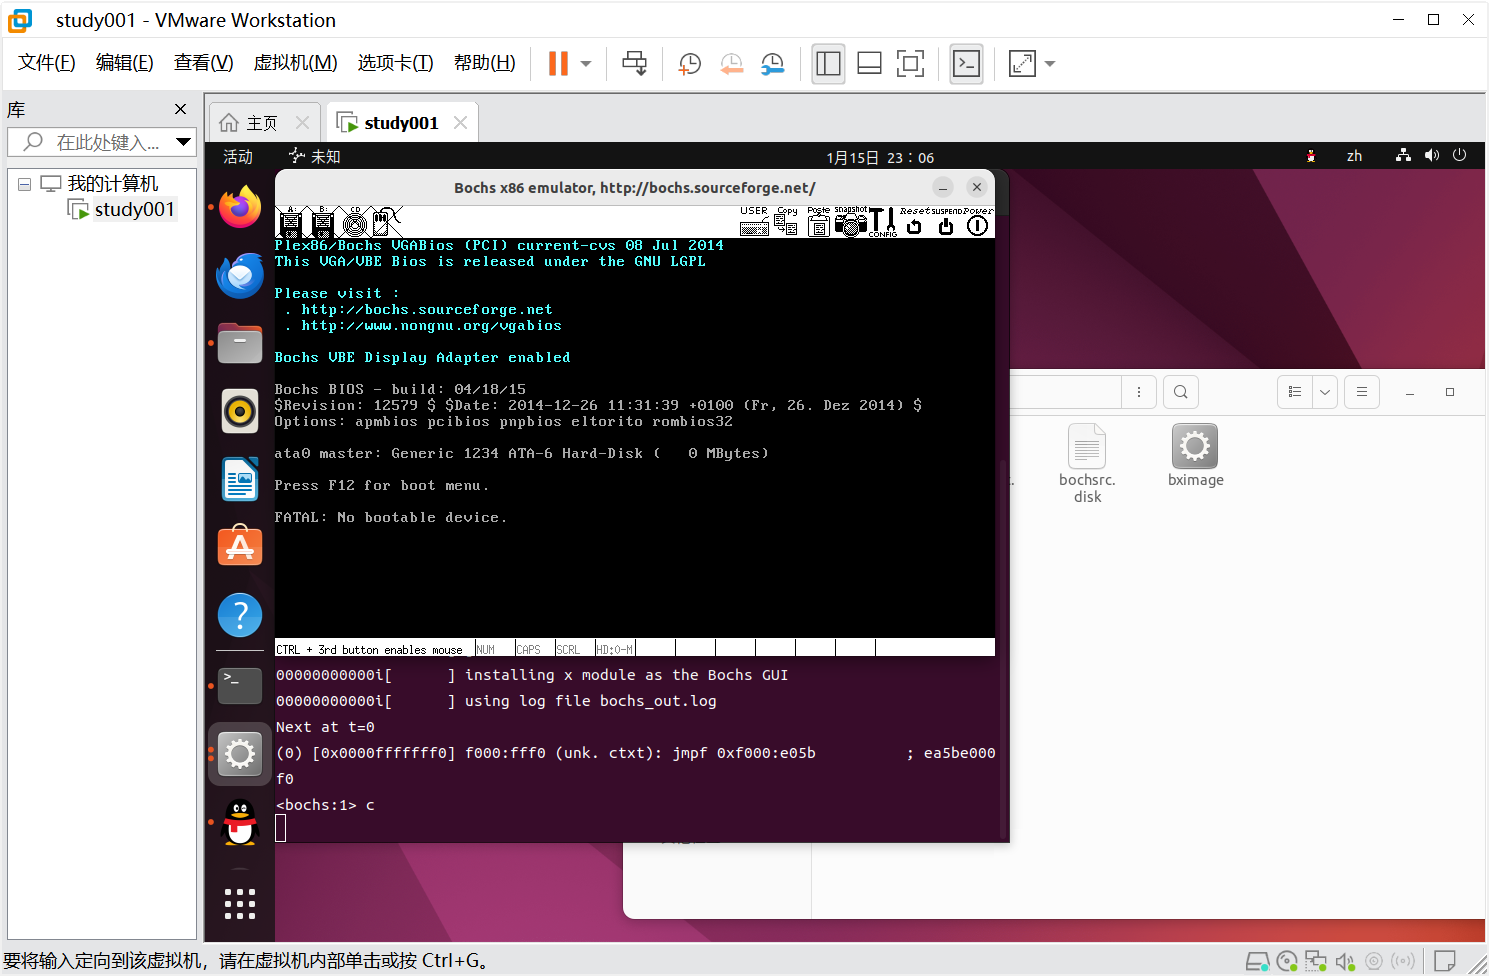 study001 - VMware Workstation
文件(F) 编辑(E) 查看(V) 虚拟机(M) 选项卡(T) 帮助(H)
库
在此处键入...
我的计算机
study001
主页
study001
活动 未知 1月15日 23：06 zh
Bochs x86 emulator, http://bochs.sourceforge.net/
A: B: CD USER Copy Paste snapshot CONFIG Reset SUSPEND Power
Plex86/Bochs VGABios (PCI) current-cvs 08 Jul 2014
This VGA/VBE Bios is released under the GNU LGPL
Please visit :
. http://bochs.sourceforge.net
. http://www.nongnu.org/vgabios
Bochs VBE Display Adapter enabled
Bochs BIOS - build: 04/18/15
$Revision: 12579 $ $Date: 2014-12-26 11:31:39 +0100 (Fr, 26. Dez 2014) $
Options: apmbios pcibios pnpbios eltorito rombios32
ata0 master: Generic 1234 ATA-6 Hard-Disk (   0 MBytes)
Press F12 for boot menu.
FATAL: No bootable device.
CTRL + 3rd button enables mouse NUM CAPS SCRL HD:0-M
00000000000i[      ] installing x module as the Bochs GUI
00000000000i[      ] using log file bochs_out.log
Next at t=0
(0) [0x0000fffffff0] f000:fff0 (unk. ctxt): jmpf 0xf000:e05b          ; ea5be000
f0
<bochs:1> c
bochsrc.
disk
bximage
要将输入定向到该虚拟机，请在虚拟机内部单击或按 Ctrl+G。